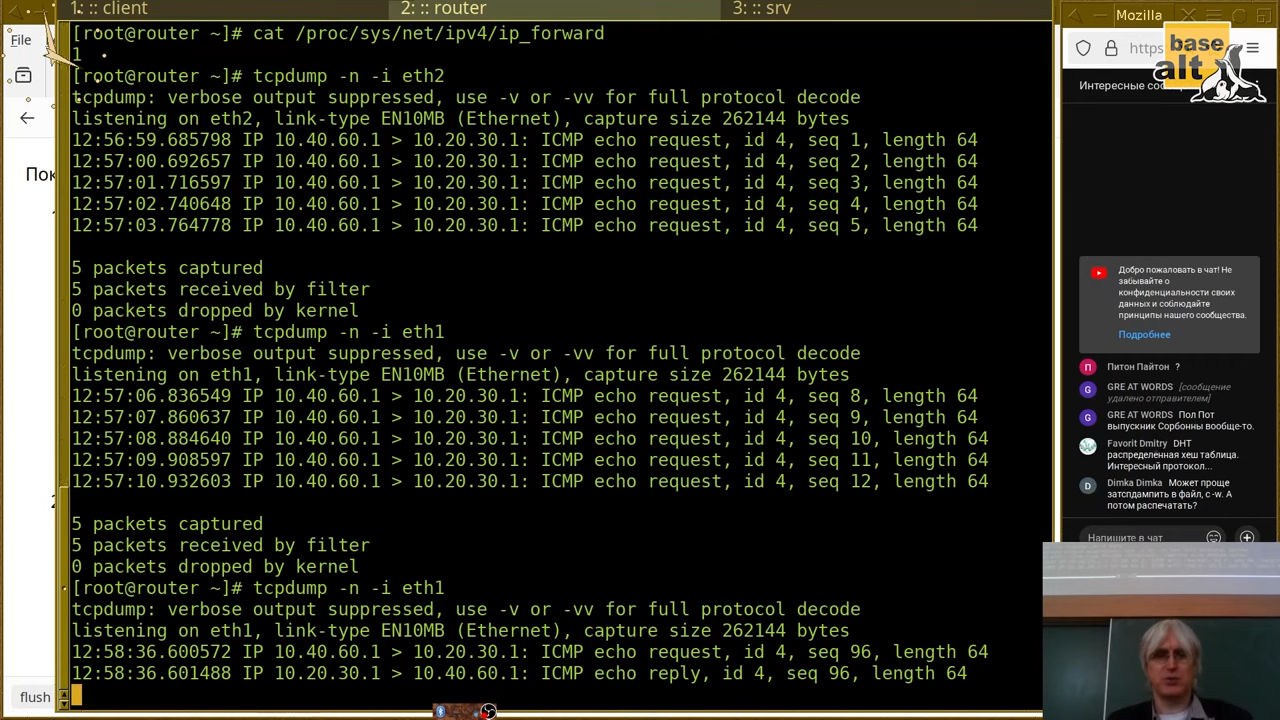 1: :: client
2: :: router
3: :: srv
Mozilla
File
https
base
alt
Интересные соо
Пок
flush
[root@router ~]# cat /proc/sys/net/ipv4/ip_forward
1
[root@router ~]# tcpdump -n -i eth2
tcpdump: verbose output suppressed, use -v or -vv for full protocol decode
listening on eth2, link-type EN10MB (Ethernet), capture size 262144 bytes
12:56:59.685798 IP 10.40.60.1 > 10.20.30.1: ICMP echo request, id 4, seq 1, length 64
12:57:00.692657 IP 10.40.60.1 > 10.20.30.1: ICMP echo request, id 4, seq 2, length 64
12:57:01.716597 IP 10.40.60.1 > 10.20.30.1: ICMP echo request, id 4, seq 3, length 64
12:57:02.740648 IP 10.40.60.1 > 10.20.30.1: ICMP echo request, id 4, seq 4, length 64
12:57:03.764778 IP 10.40.60.1 > 10.20.30.1: ICMP echo request, id 4, seq 5, length 64
5 packets captured
5 packets received by filter
0 packets dropped by kernel
[root@router ~]# tcpdump -n -i eth1
tcpdump: verbose output suppressed, use -v or -vv for full protocol decode
listening on eth1, link-type EN10MB (Ethernet), capture size 262144 bytes
12:57:06.836549 IP 10.40.60.1 > 10.20.30.1: ICMP echo request, id 4, seq 8, length 64
12:57:07.860637 IP 10.40.60.1 > 10.20.30.1: ICMP echo request, id 4, seq 9, length 64
12:57:08.884640 IP 10.40.60.1 > 10.20.30.1: ICMP echo request, id 4, seq 10, length 64
12:57:09.908597 IP 10.40.60.1 > 10.20.30.1: ICMP echo request, id 4, seq 11, length 64
12:57:10.932603 IP 10.40.60.1 > 10.20.30.1: ICMP echo request, id 4, seq 12, length 64
5 packets captured
5 packets received by filter
0 packets dropped by kernel
[root@router ~]# tcpdump -n -i eth1
tcpdump: verbose output suppressed, use -v or -vv for full protocol decode
listening on eth1, link-type EN10MB (Ethernet), capture size 262144 bytes
12:58:36.600572 IP 10.40.60.1 > 10.20.30.1: ICMP echo request, id 4, seq 96, length 64
12:58:36.601488 IP 10.20.30.1 > 10.40.60.1: ICMP echo reply, id 4, seq 96, length 64
Добро пожаловать в чат! Не
забывайте о
конфиденциальности своих
данных и соблюдайте
принципы нашего сообщества.
Подробнее
П Питон Пайтон ?
G GRE AT WORDS [сообщение
удалено отправителем]
G GRE AT WORDS Пол Пот
выпускник Сорбонны вообще-то.
Favorit Dmitry DHT
распределённая хеш таблица.
Интересный протокол...
D Dimka Dimka Может проще
затспдампить в файл, с -w. А
потом распечатать?
Напишите в чат